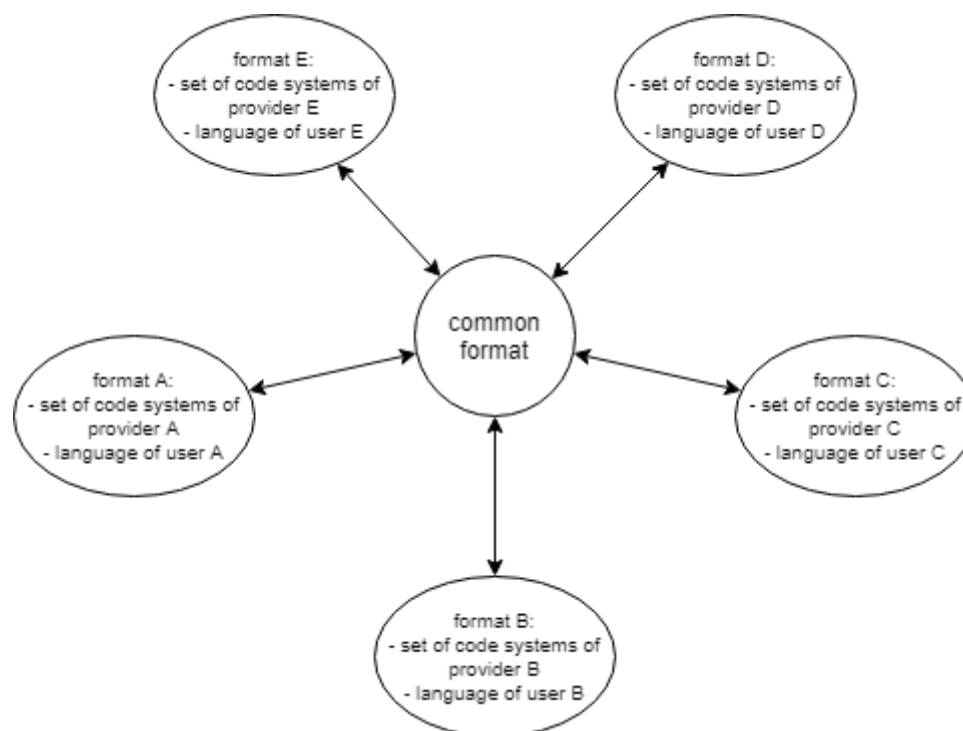 format E:
- set of code systems of
provider E
- language of user E
format D:
- set of code systems of
provider D
- language of user D
common
format
format A:
- set of code systems of
provider A
- language of user A
format C:
- set of code systems of
provider C
- language of user C
format B:
- set of code systems of
provider B
- language of user B